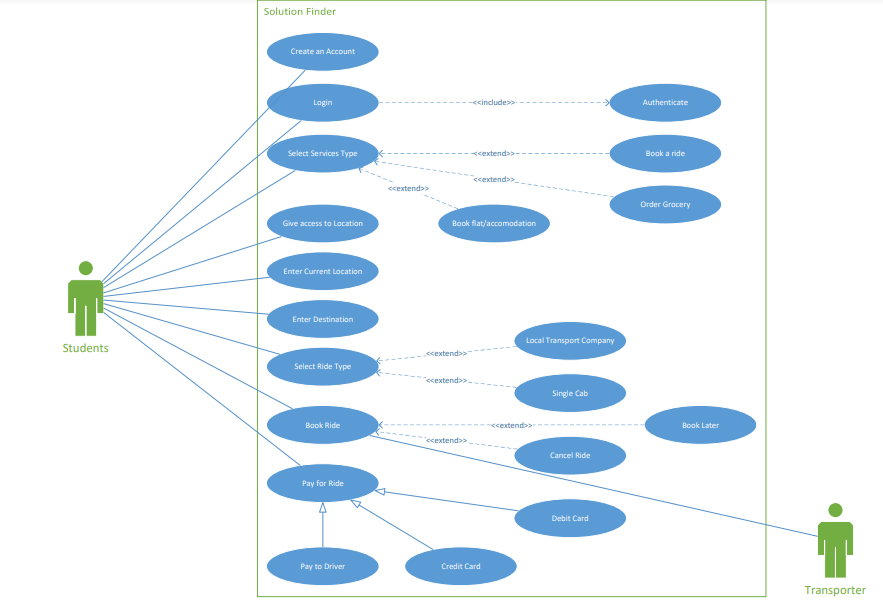 Solution Finder
Create an Account
Login
<<include>>
Authenticate
Select Services Type
<<extend>>
Book a ride
<<extend>>
<<extend>>
Order Grocery
Give access to Location
Book flat/accomodation
Enter Current Location
Enter Destination
Students
Local Transport Company
<<extend>>
Select Ride Type
<<extend>>
Single Cab
Book Ride
<<extend>>
Book Later
<<extend>>
Cancel Ride
Pay for Ride
Debit Card
Pay to Driver
Credit Card
Transporter